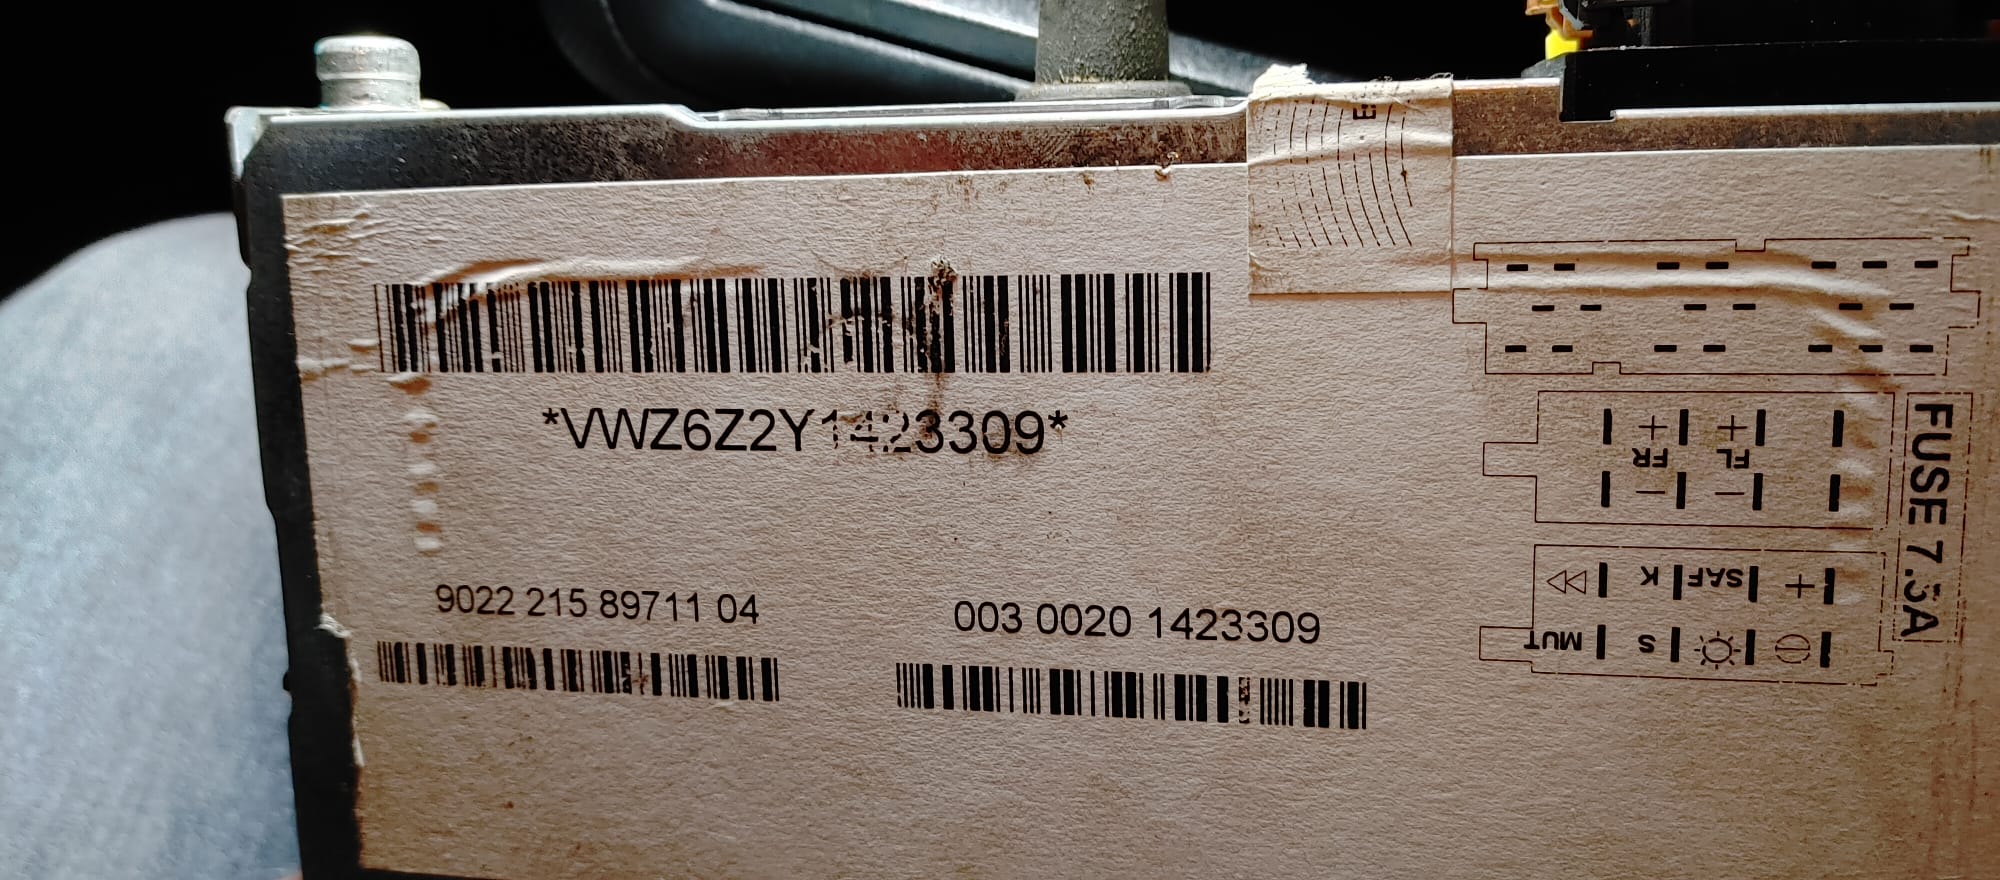 E
*VWZ6Z2Y1423309*
9022 215 89711 04
003 0020 1423309
+ +
FR FL
− −
FUSE 7.5A
K SAF +
MUT S